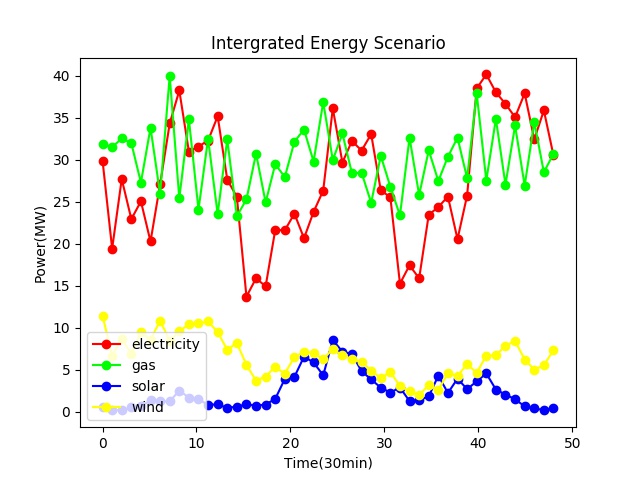 Intergrated Energy Scenario
Power(MW)
40
35
30
25
20
15
10
5
0
electricity
gas
solar
wind
0 10 20 30 40 50
Time(30min)